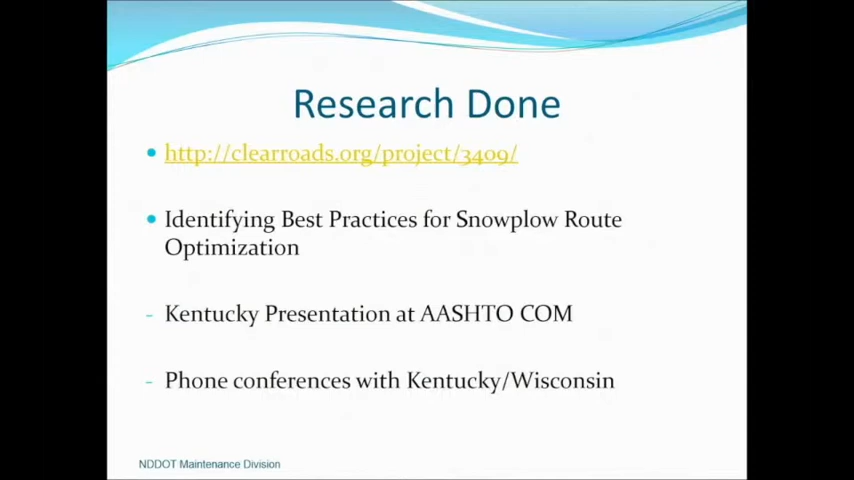 Research Done
• http://clearroads.org/project/3409/
• Identifying Best Practices for Snowplow Route
Optimization
- Kentucky Presentation at AASHTO COM
- Phone conferences with Kentucky/Wisconsin
NDDOT Maintenance Division